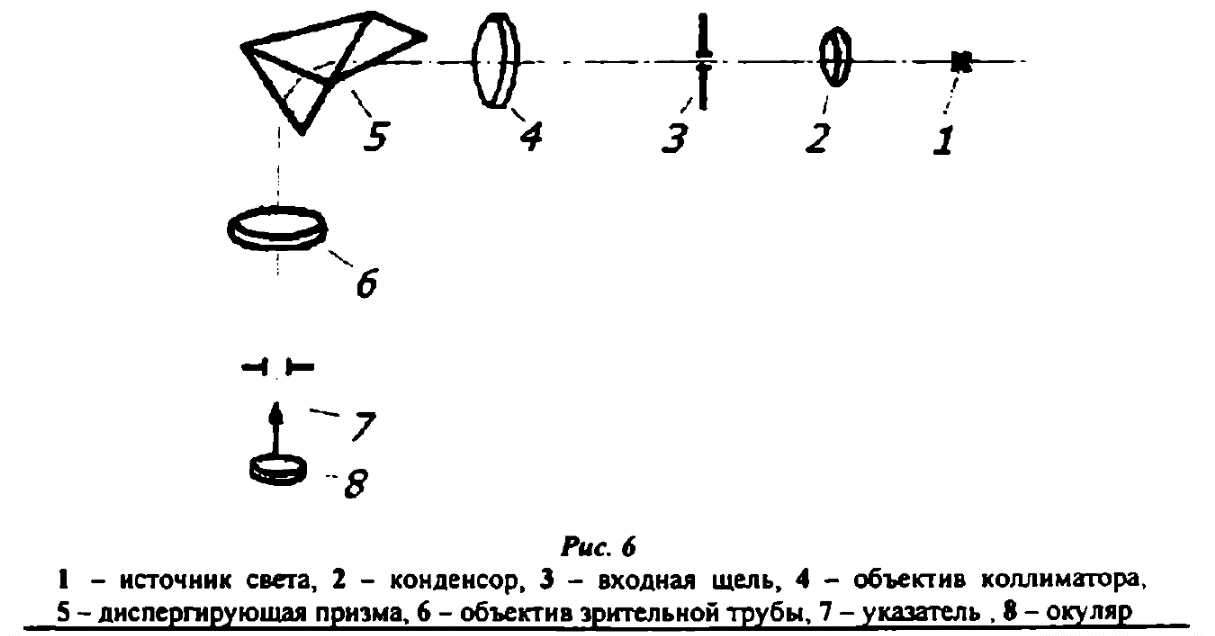 5 4 3 2 1
6
7
8
Рис. 6
1 – источник света, 2 – конденсор, 3 – входная щель, 4 – объектив коллиматора,
5 – диспергирующая призма, 6 – объектив зрительной трубы, 7 – указатель , 8 – окуляр